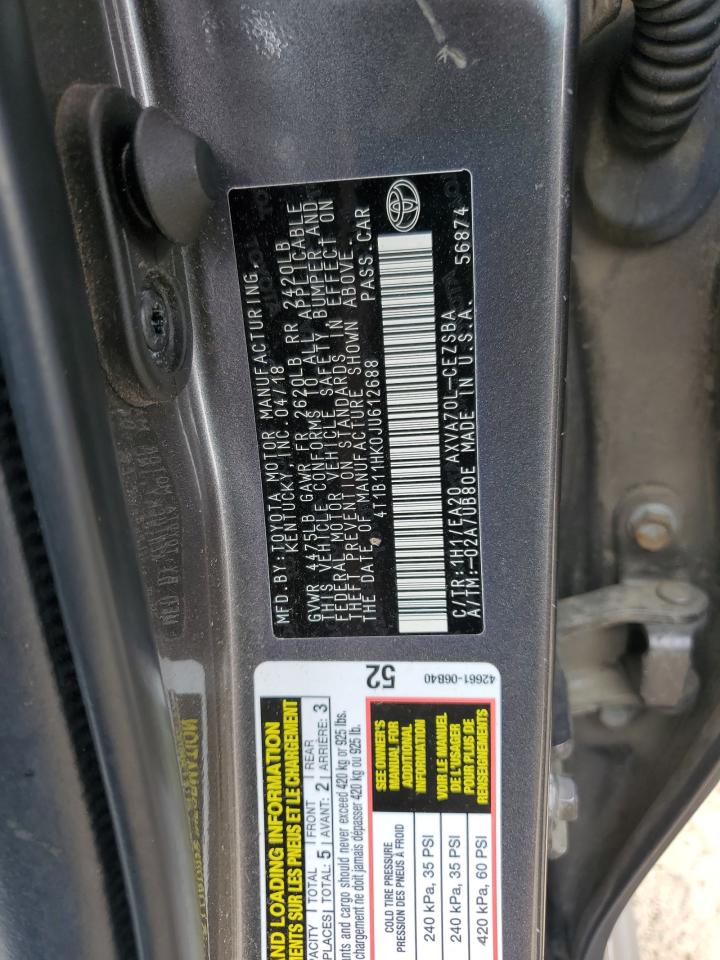 MFD.BY:TOYOTA MOTOR MANUFACTURING,
KENTUCKY, INC. 04/18
GVWR 4475LB GAWR FR 2620LB RR 2420LB
THIS VEHICLE CONFORMS TO ALL APPLICABLE
FEDERAL MOTOR VEHICLE SAFETY, BUMPER AND
THEFT PREVENTION STANDARDS IN EFFECT ON
THE DATE OF MANUFACTURE SHOWN ABOVE.
4T1B11HK0JU612688 PASS.CAR
C/TR:1H1/EA20 AXVA70L-CEZSBA
A/TM:-02A/UB80E MADE IN U.S.A. 56874
52
42661-06B40
AND LOADING INFORMATION
MENTS SUR LES PNEUS ET LE CHARGEMENT
TOTAL FRONT REAR
PLACES TOTAL: 5 AVANT: 2 ARRIÈRE: 3
and cargo should never exceed 420 kg or 925 lbs.
chargement ne doit jamais dépasser 420 kg ou 925 lb.
COLD TIRE PRESSURE
PRESSION DES PNEUS À FROID
SEE OWNER'S
MANUAL FOR
ADDITIONAL
INFORMATION
240 kPa, 35 PSI
240 kPa, 35 PSI
420 kPa, 60 PSI
VOIR LE MANUEL
DE L'USAGER
POUR PLUS DE
RENSEIGNEMENTS